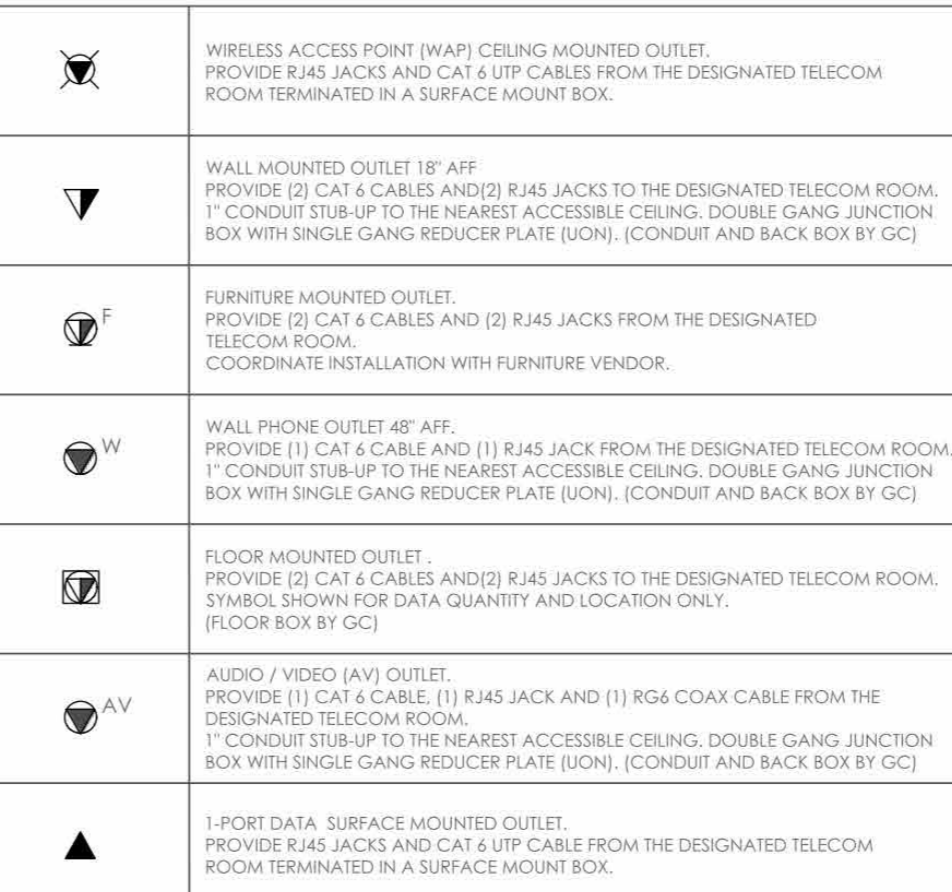 WIRELESS ACCESS POINT (WAP) CEILING MOUNTED OUTLET.
PROVIDE RJ45 JACKS AND CAT 6 UTP CABLES FROM THE DESIGNATED TELECOM
ROOM TERMINATED IN A SURFACE MOUNT BOX.
WALL MOUNTED OUTLET 18" AFF
PROVIDE (2) CAT 6 CABLES AND(2) RJ45 JACKS TO THE DESIGNATED TELECOM ROOM.
1" CONDUIT STUB-UP TO THE NEAREST ACCESSIBLE CEILING. DOUBLE GANG JUNCTION
BOX WITH SINGLE GANG REDUCER PLATE (UON). (CONDUIT AND BACK BOX BY GC)
F
FURNITURE MOUNTED OUTLET.
PROVIDE (2) CAT 6 CABLES AND (2) RJ45 JACKS FROM THE DESIGNATED
TELECOM ROOM.
COORDINATE INSTALLATION WITH FURNITURE VENDOR.
W
WALL PHONE OUTLET 48" AFF.
PROVIDE (1) CAT 6 CABLE AND (1) RJ45 JACK FROM THE DESIGNATED TELECOM ROOM.
1" CONDUIT STUB-UP TO THE NEAREST ACCESSIBLE CEILING. DOUBLE GANG JUNCTION
BOX WITH SINGLE GANG REDUCER PLATE (UON). (CONDUIT AND BACK BOX BY GC)
FLOOR MOUNTED OUTLET .
PROVIDE (2) CAT 6 CABLES AND(2) RJ45 JACKS TO THE DESIGNATED TELECOM ROOM.
SYMBOL SHOWN FOR DATA QUANTITY AND LOCATION ONLY.
(FLOOR BOX BY GC)
AV
AUDIO / VIDEO (AV) OUTLET.
PROVIDE (1) CAT 6 CABLE, (1) RJ45 JACK AND (1) RG6 COAX CABLE FROM THE
DESIGNATED TELECOM ROOM.
1" CONDUIT STUB-UP TO THE NEAREST ACCESSIBLE CEILING. DOUBLE GANG JUNCTION
BOX WITH SINGLE GANG REDUCER PLATE (UON). (CONDUIT AND BACK BOX BY GC)
1-PORT DATA SURFACE MOUNTED OUTLET.
PROVIDE RJ45 JACKS AND CAT 6 UTP CABLE FROM THE DESIGNATED TELECOM
ROOM TERMINATED IN A SURFACE MOUNT BOX.